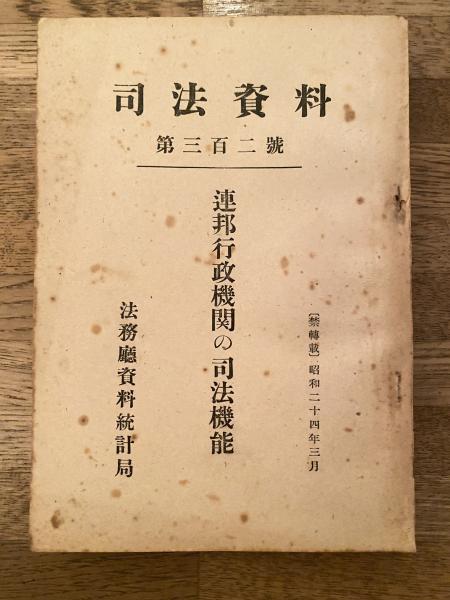 司法資料
第三百二號
〔禁轉載〕昭和二十四年三月
連邦行政機関の司法機能
法務廳資料統計局